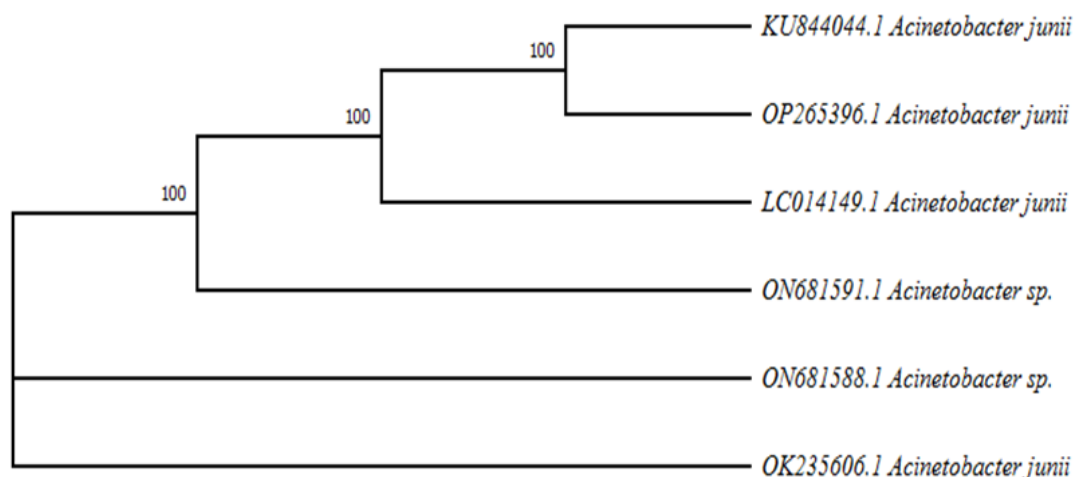 KU844044.1 Acinetobacter junii
100
OP265396.1 Acinetobacter junii
100
100
LC014149.1 Acinetobacter junii
ON681591.1 Acinetobacter sp.
ON681588.1 Acinetobacter sp.
OK235606.1 Acinetobacter junii